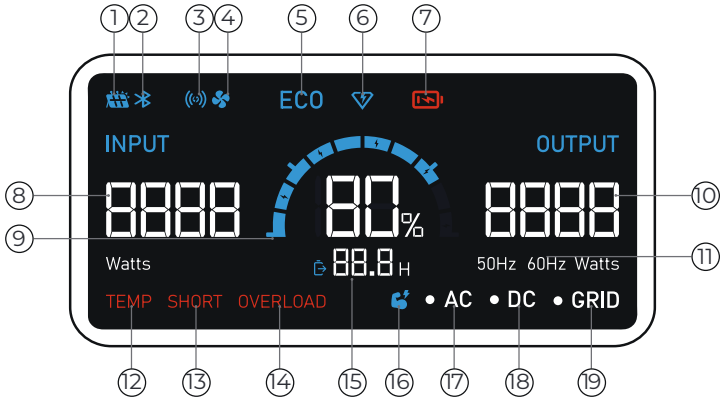 1 2 3 4 5 6 7
ECO
INPUT OUTPUT
8 8888 80% 8888 10
9 11
Watts 88.8 H 50Hz 60Hz Watts
TEMP SHORT OVERLOAD AC DC GRID
12 13 14 15 16 17 18 19